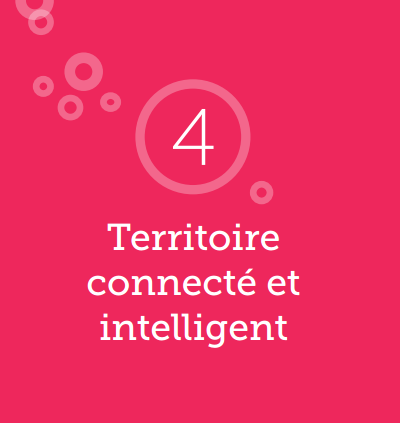 4
Territoire
connecté et
intelligent